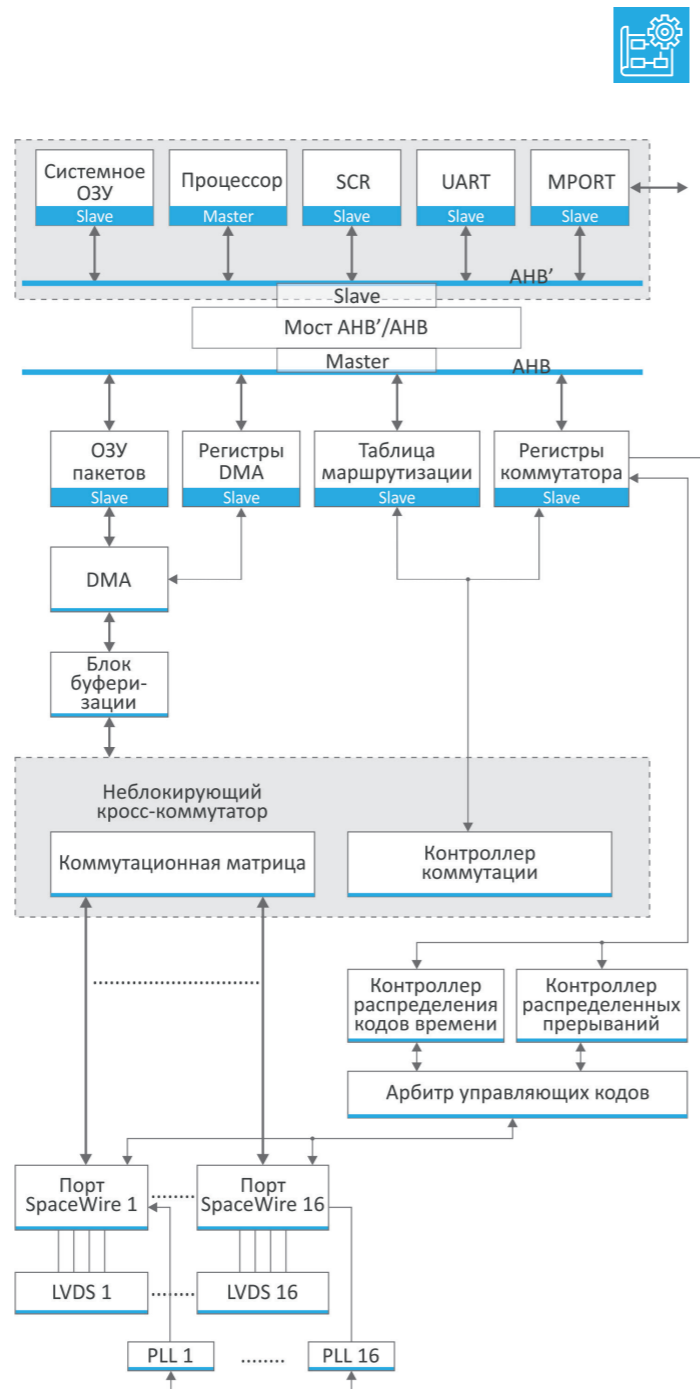 Системное
ОЗУ
Slave
Процессор
Master
SCR
Slave
UART
Slave
MPORT
Slave
AHB’
Slave
Мост AHB’/AHB
Master
AHB
ОЗУ
пакетов
Slave
Регистры
DMA
Slave
Таблица
маршрутизации
Slave
Регистры
коммутатора
Slave
DMA
Блок
буфери-
зации
Неблокирующий
кросс-коммутатор
Коммутационная матрица
Контроллер
коммутации
Контроллер
распределения
кодов времени
Контроллер
распределенных
прерываний
Арбитр управляющих кодов
Порт
SpaceWire 1
Порт
SpaceWire 16
LVDS 1
LVDS 16
PLL 1
PLL 16